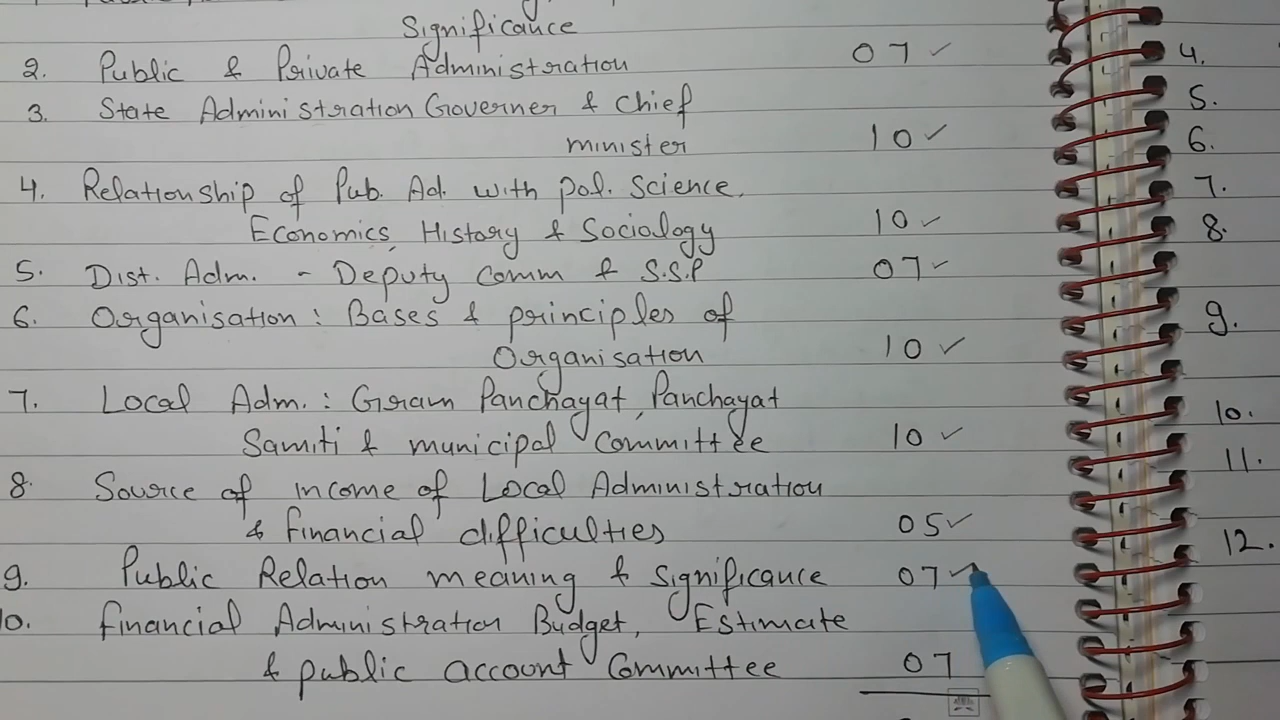 Significance
2. Public & Private Administration 07 ✓
3. State Administration Governer & Chief
minister 10 ✓
4. Relationship of Pub. Ad. with pol. Science,
Economics, History & Sociology 10 ✓
5. Dist. Adm. - Deputy Comm & S.S.P 07 ✓
6. Organisation : Bases & principles of
Organisation 10 ✓
7. Local Adm. : Gram Panchayat, Panchayat
Samiti & municipal Committee 10 ✓
8. Source of income of Local Administration
& financial difficulties 05 ✓
9. Public Relation meaning & Significance 07 ✓
10. financial Administration Budget, Estimate
& public account Committee 07
4.
5.
6.
7.
8.
9.
10.
11.
12.